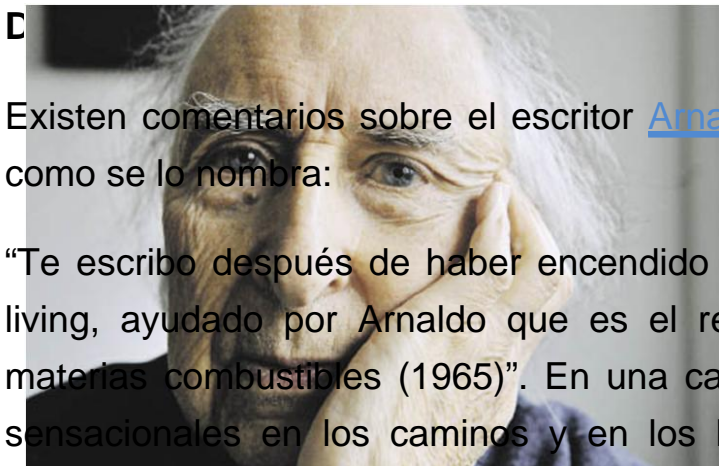 D
Existen comentarios sobre el escritor Arna
como se lo nombra:
“Te escribo después de haber encendido
living, ayudado por Arnaldo que es el re
materias combustibles (1965)”. En una ca
sensacionales en los caminos y en los